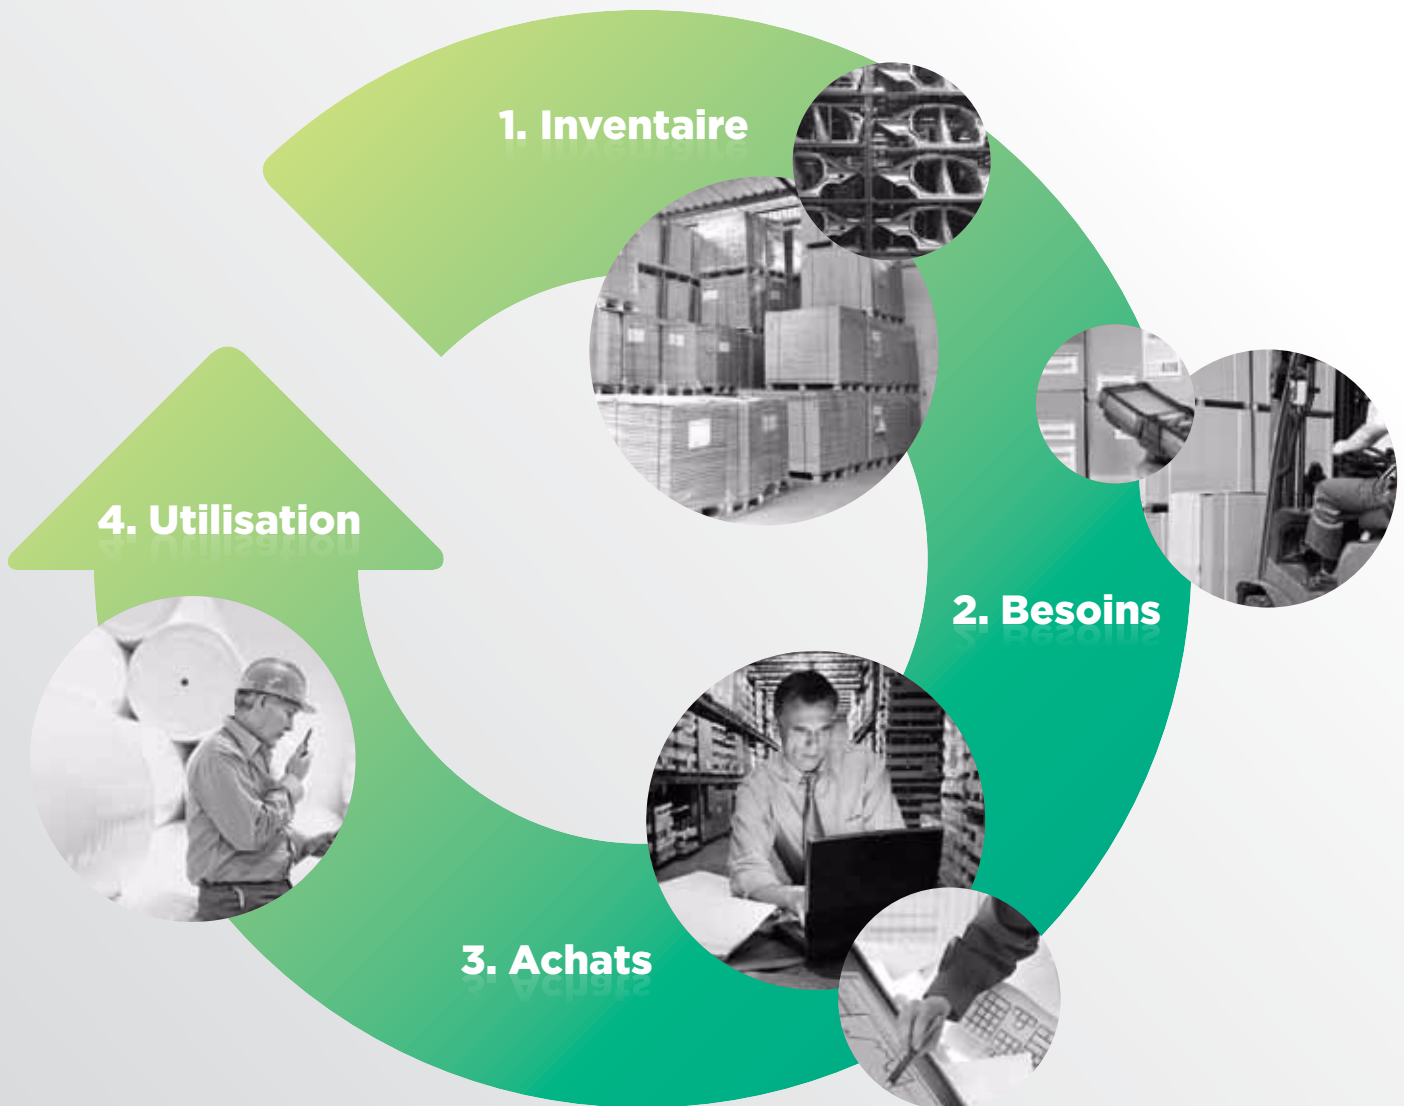 1. Inventaire
2. Besoins
3. Achats
4. Utilisation